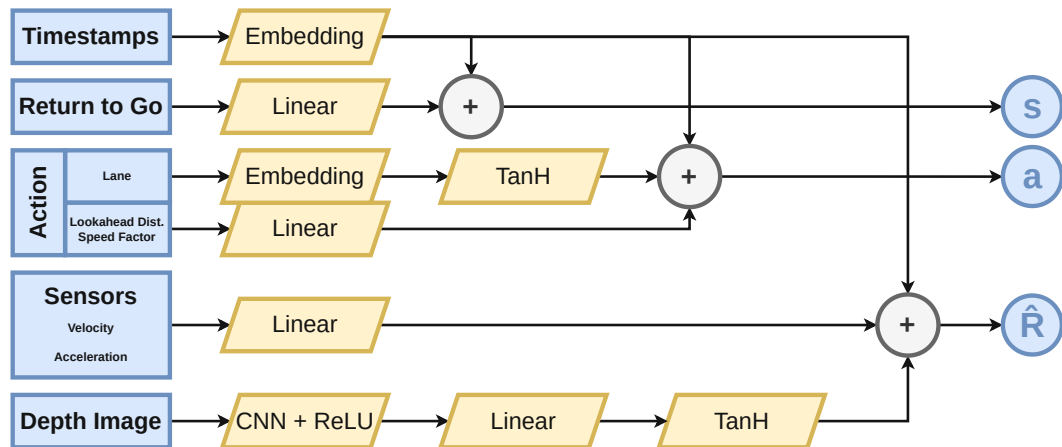 Timestamps
Embedding
Return to Go
Linear
+
s
Action
Lane
Embedding
TanH
+
a
Lookahead Dist.
Speed Factor
Linear
Sensors
Velocity
Acceleration
Linear
+
R̂
Depth Image
CNN + ReLU
Linear
TanH